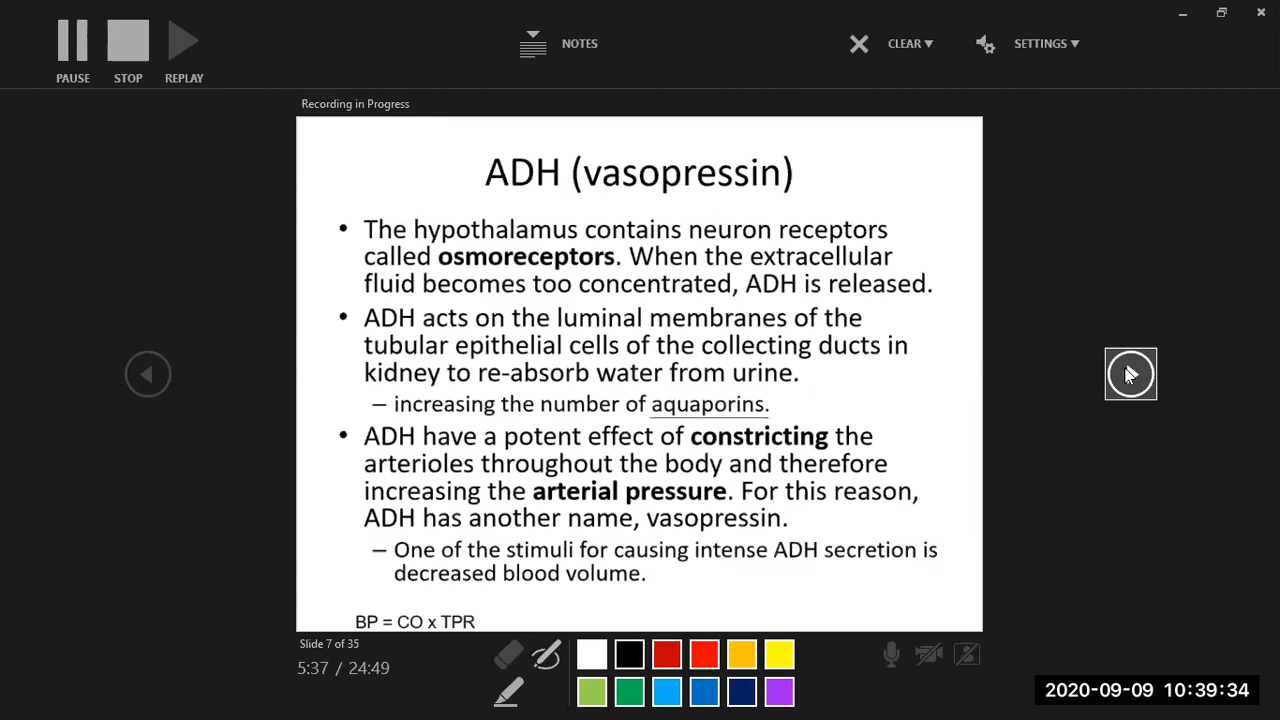 PAUSE STOP REPLAY
NOTES
CLEAR
SETTINGS
Recording in Progress
ADH (vasopressin)
• The hypothalamus contains neuron receptors
called osmoreceptors. When the extracellular
fluid becomes too concentrated, ADH is released.
• ADH acts on the luminal membranes of the
tubular epithelial cells of the collecting ducts in
kidney to re-absorb water from urine.
– increasing the number of aquaporins.
• ADH have a potent effect of constricting the
arterioles throughout the body and therefore
increasing the arterial pressure. For this reason,
ADH has another name, vasopressin.
– One of the stimuli for causing intense ADH secretion is
decreased blood volume.
BP = CO x TPR
Slide 7 of 35
5:37 / 24:49
2020-09-09 10:39:34